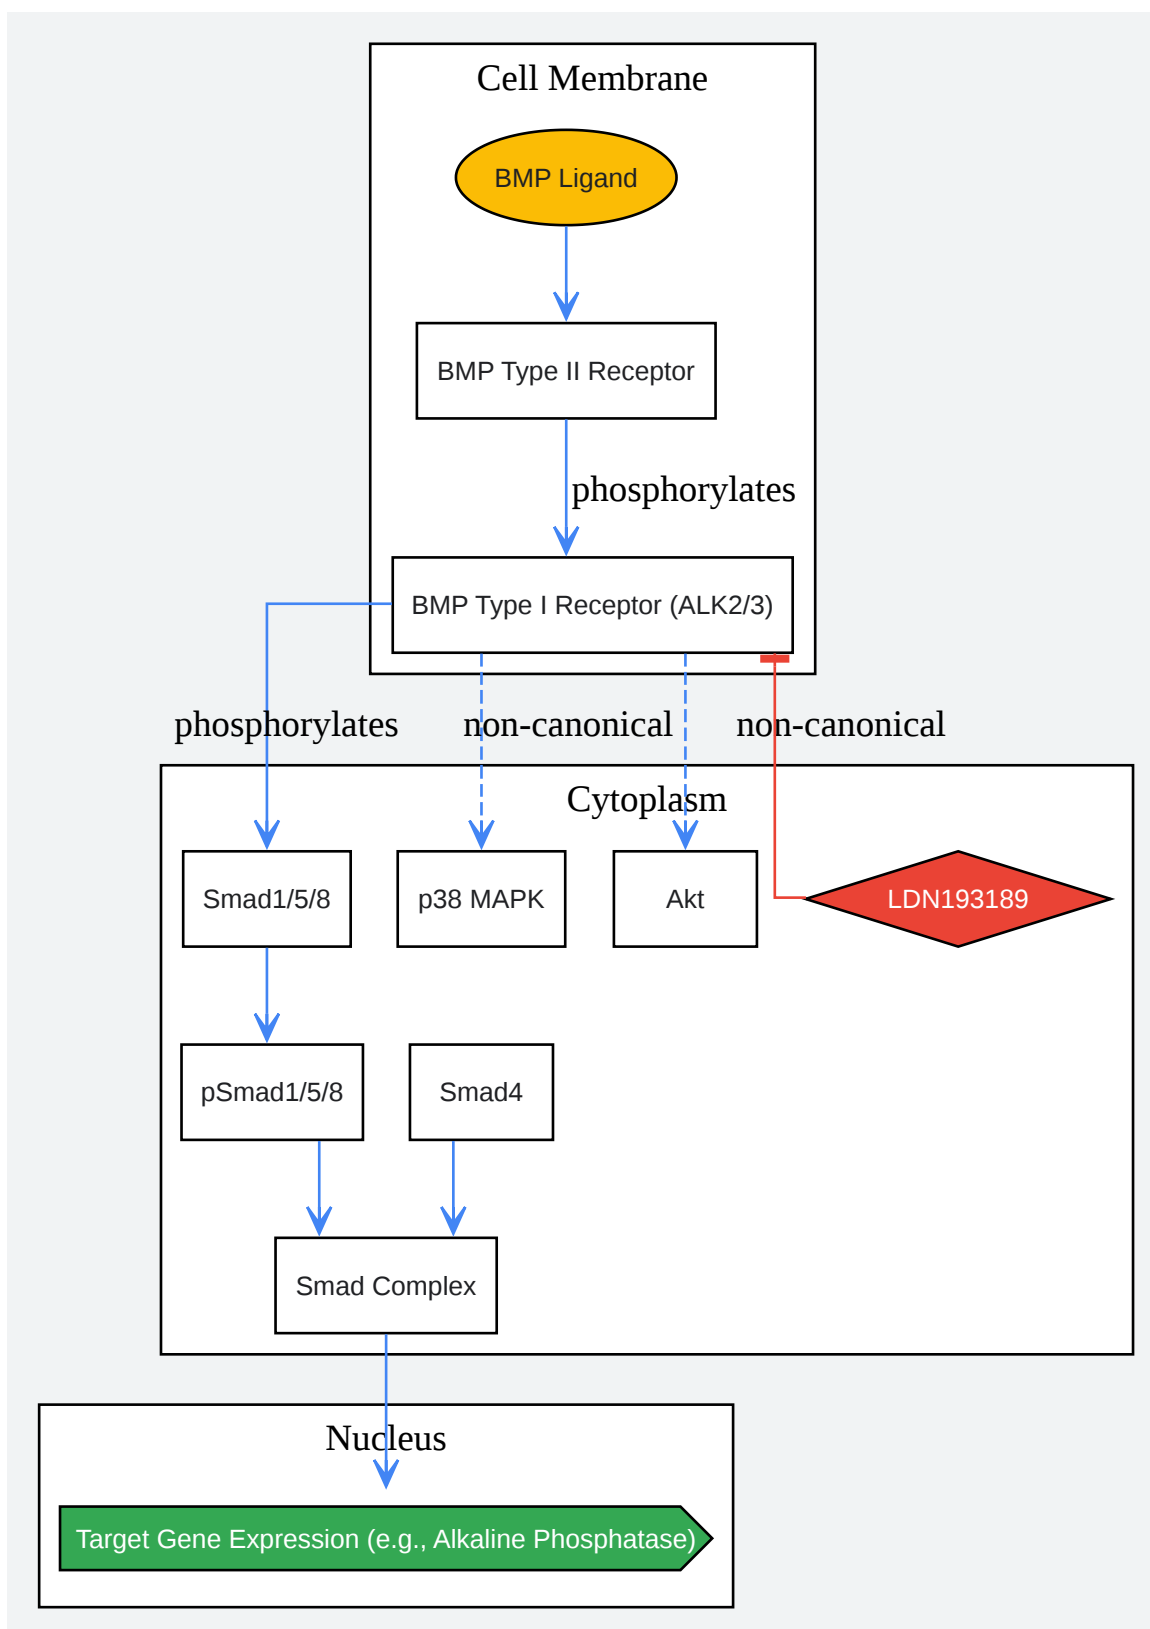 Cell Membrane
BMP Ligand
BMP Type II Receptor
phosphorylates
BMP Type I Receptor (ALK2/3)
phosphorylates
non-canonical
non-canonical
Cytoplasm
Smad1/5/8
p38 MAPK
Akt
LDN193189
pSmad1/5/8
Smad4
Smad Complex
Nucleus
Target Gene Expression (e.g., Alkaline Phosphatase)